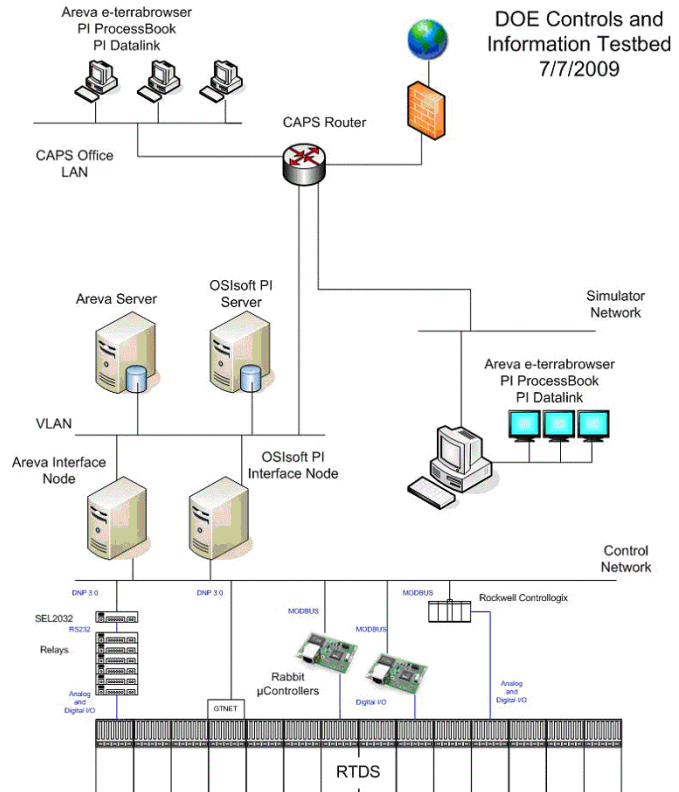 Areva e-terrabrowser
PI ProcessBook
PI Datalink
DOE Controls and
Information Testbed
7/7/2009
CAPS Router
CAPS Office
LAN
Areva Server
OSIsoft PI
Server
Simulator
Network
Areva e-terrabrowser
PI ProcessBook
PI Datalink
VLAN
Areva Interface
Node
OSIsoft PI
Interface Node
Control
Network
DNP 3.0
DNP 3.0
MODBUS
MODBUS
Rockwell Controllogix
SEL2032
RS232
Relays
MODBUS
Rabbit
µControllers
Analog
and
Digital I/O
GTNET
Digital I/O
Analog
and
Digital I/O
RTDS